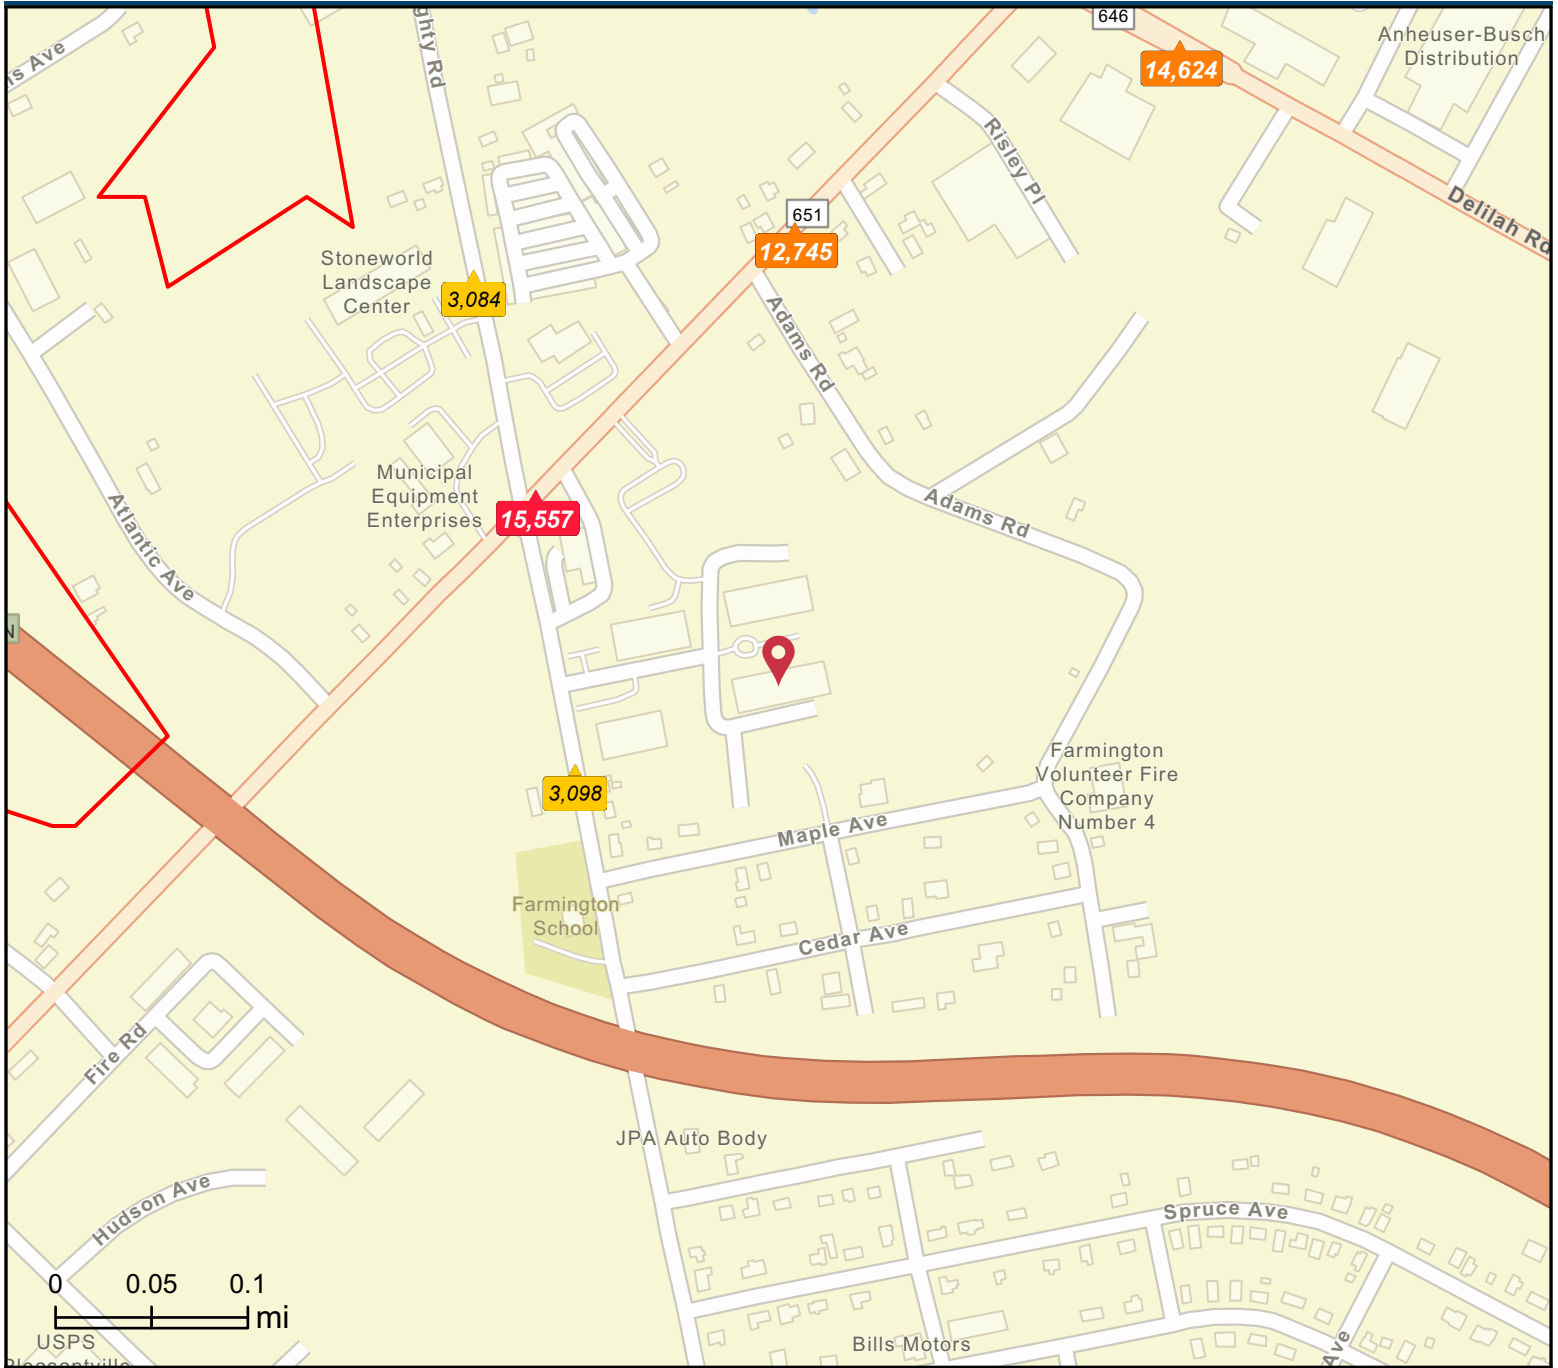 646
Anheuser-Busch
Distribution
14,624
Risley Pl
Delilah Rd
651
12,745
Stoneworld
Landscape
Center
3,084
Adams Rd
Municipal
Equipment
Enterprises
15,557
Adams Rd
Atlantic Ave
N
Farmington
Volunteer Fire
Company
Number 4
3,098
Maple Ave
Farmington
School
Cedar Ave
Fire Rd
JPA Auto Body
Hudson Ave
Spruce Ave
0 0.05 0.1
mi
USPS
Bills Motors
Ave